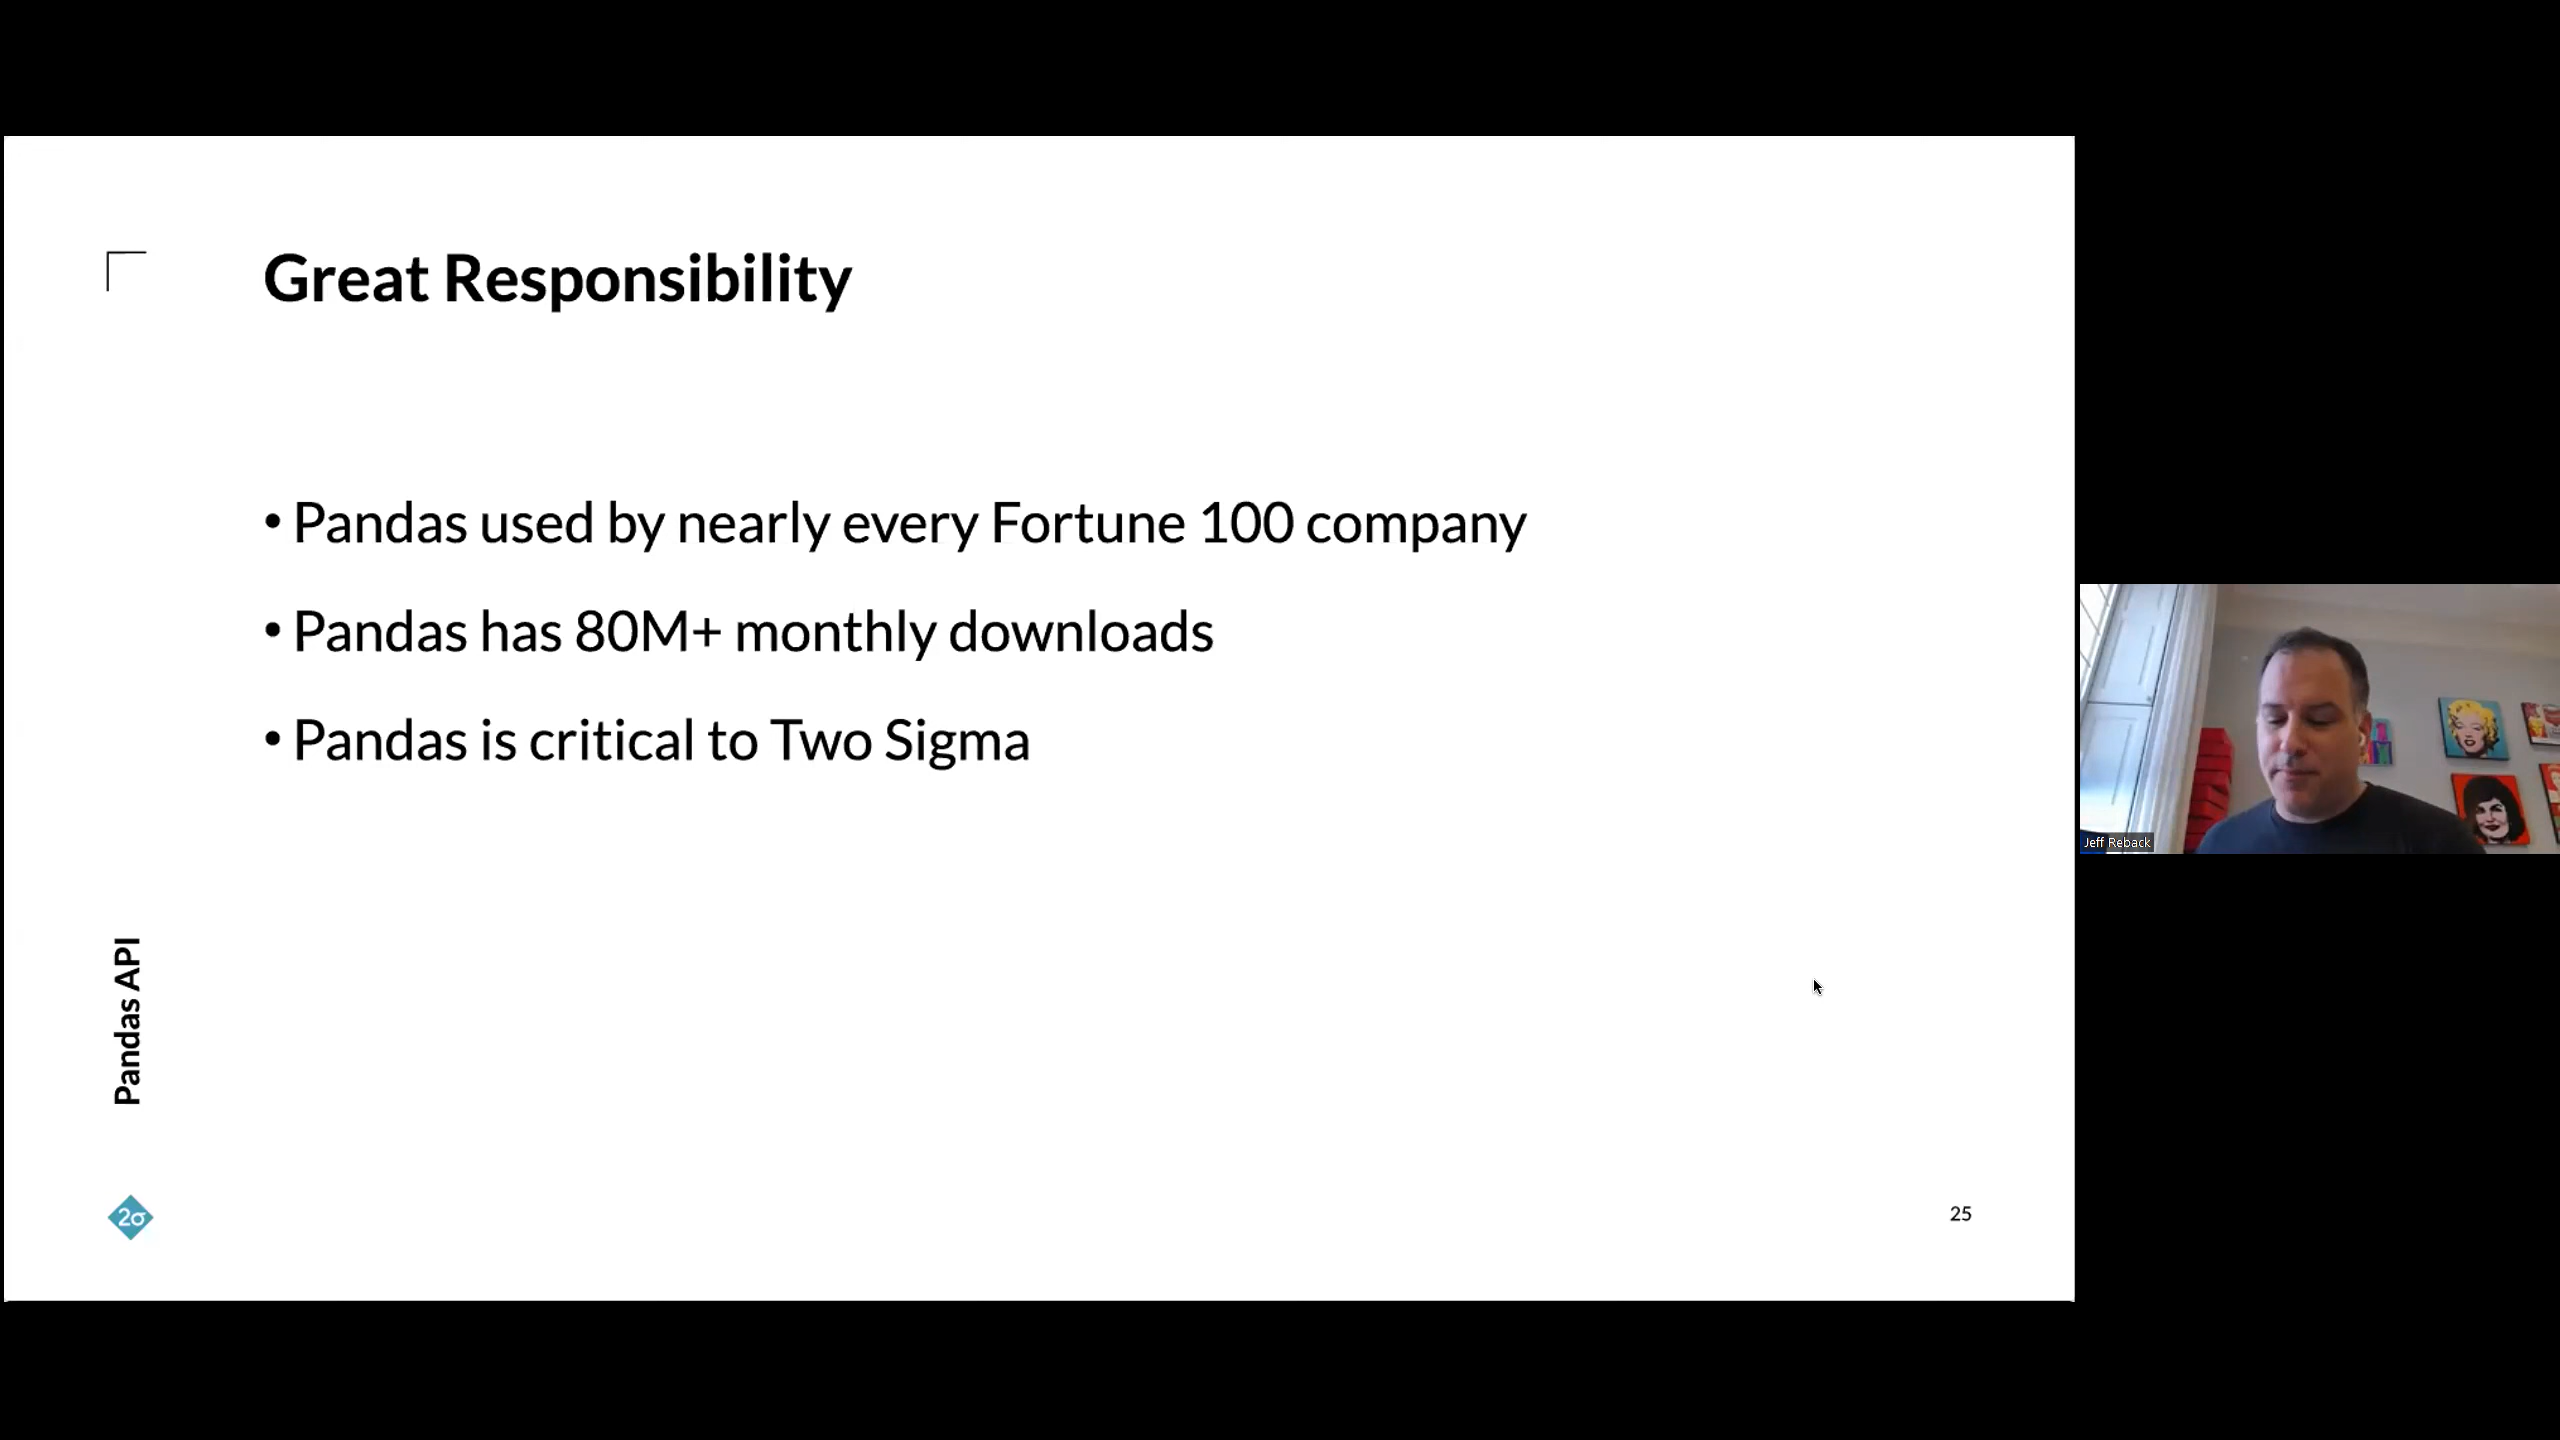 Great Responsibility
• Pandas used by nearly every Fortune 100 company
• Pandas has 80M+ monthly downloads
• Pandas is critical to Two Sigma
Pandas API
2σ
25
Jeff Reback